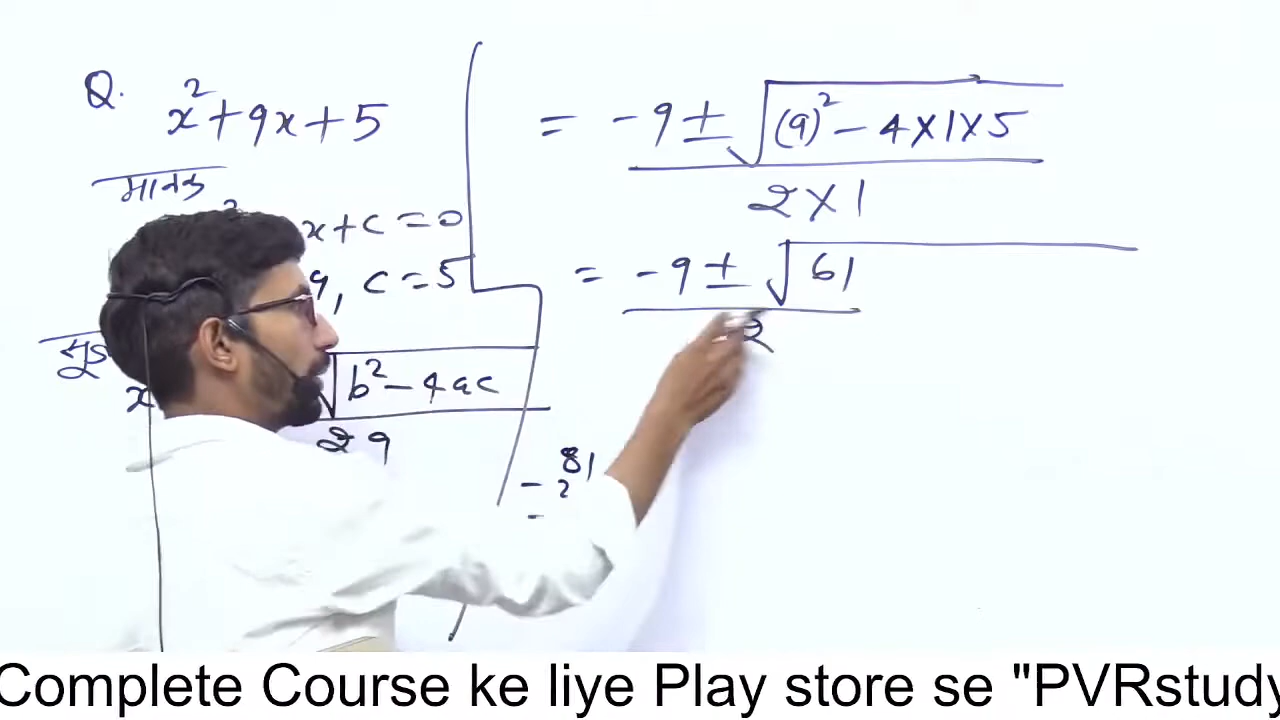 Q. x² + 9x + 5
मानक
x + c = 0
9, c = 5
x
√b² - 4ac
2a
81
- 2
= -9 ± √(9)² - 4×1×5
2×1
= -9 ± √61
2
Complete Course ke liye Play store se "PVRstudy